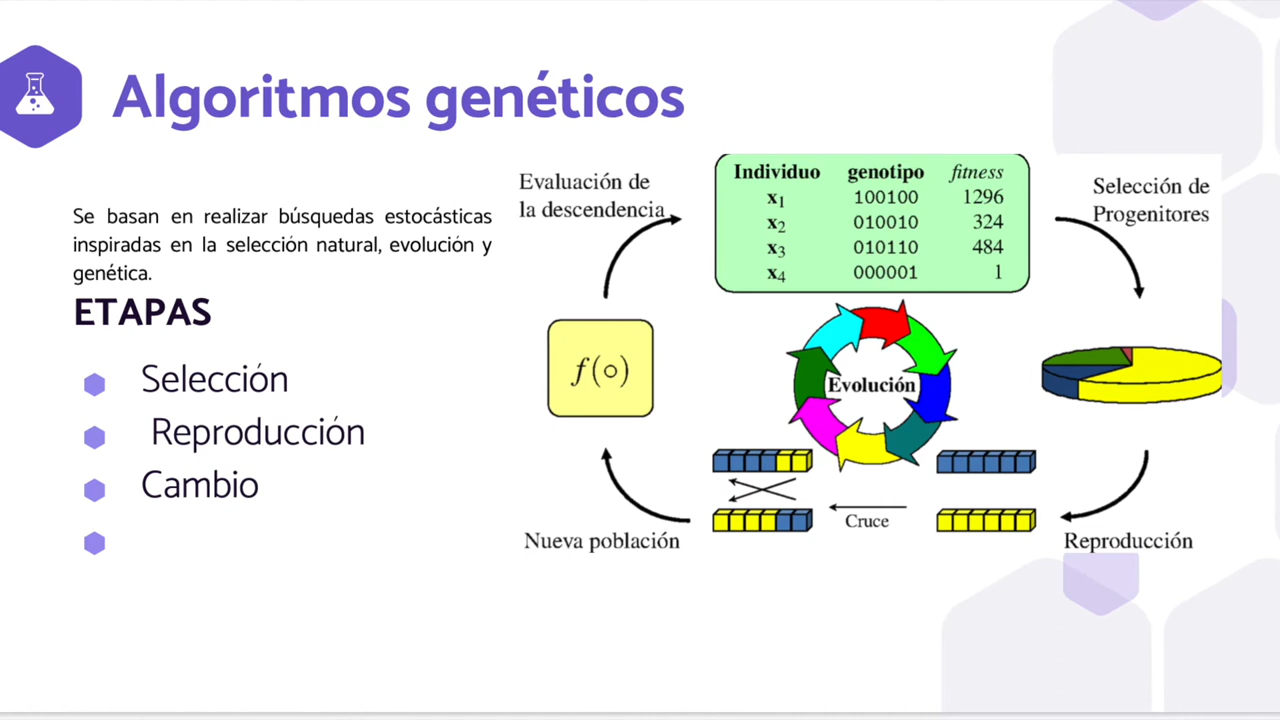 Algoritmos genéticos
Se basan en realizar búsquedas estocásticas
inspiradas en la selección natural, evolución y
genética.
ETAPAS
Selección
Reproducción
Cambio
Evaluación de
la descendencia
Individuo genotipo fitness
x1 100100 1296
x2 010010 324
x3 010110 484
x4 000001 1
Selección de
Progenitores
f(○)
Evolución
Cruce
Nueva población
Reproducción